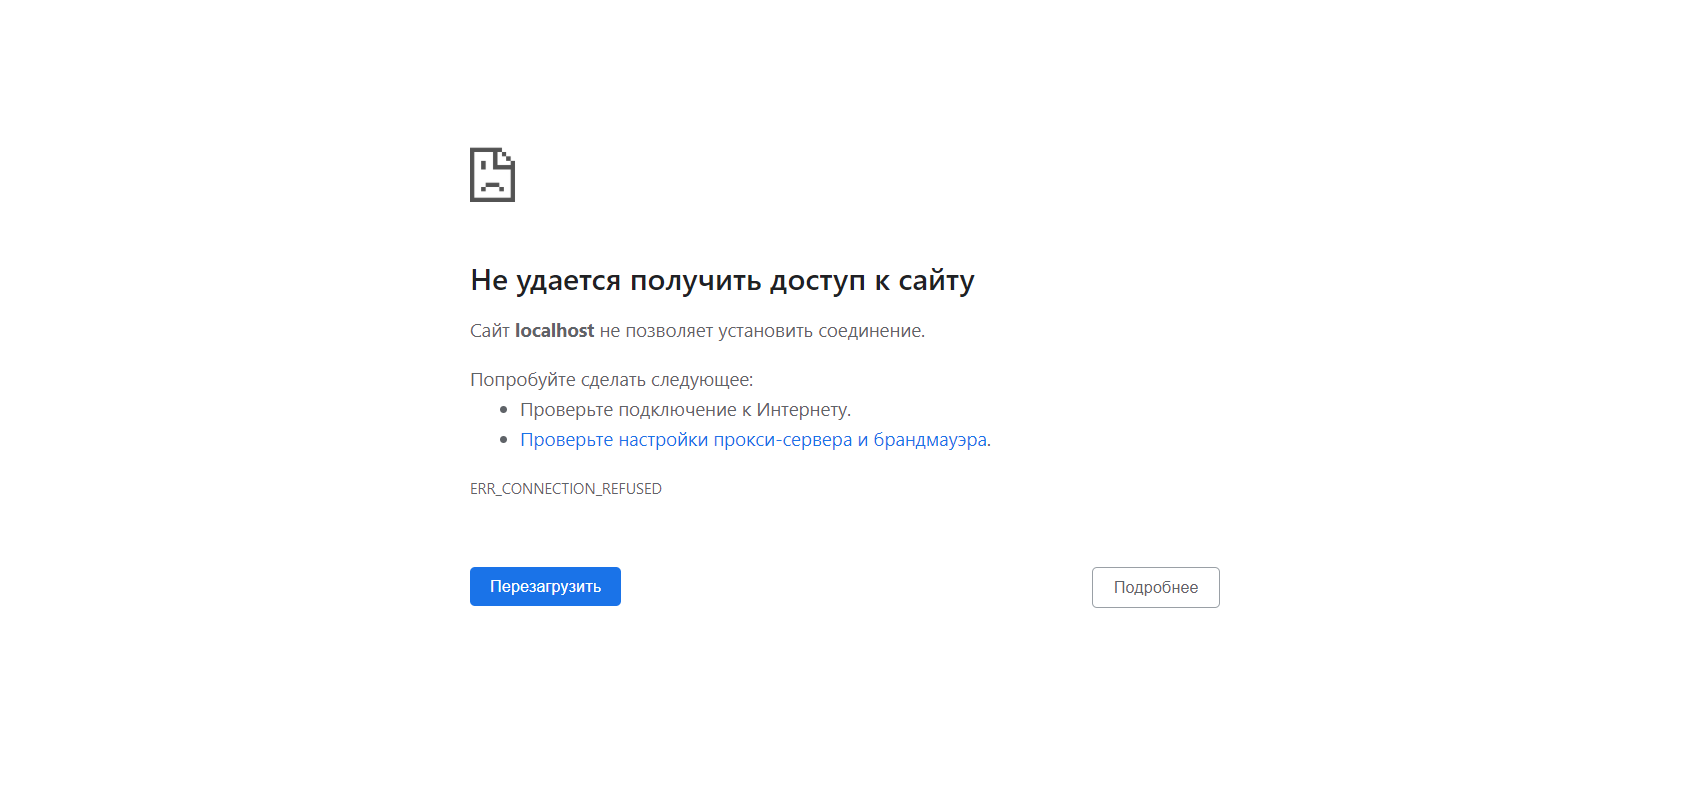 Не удается получить доступ к сайту
Сайт localhost не позволяет установить соединение.
Попробуйте сделать следующее:
Проверьте подключение к Интернету.
Проверьте настройки прокси-сервера и брандмауэра.
ERR_CONNECTION_REFUSED
Перезагрузить
Подробнее